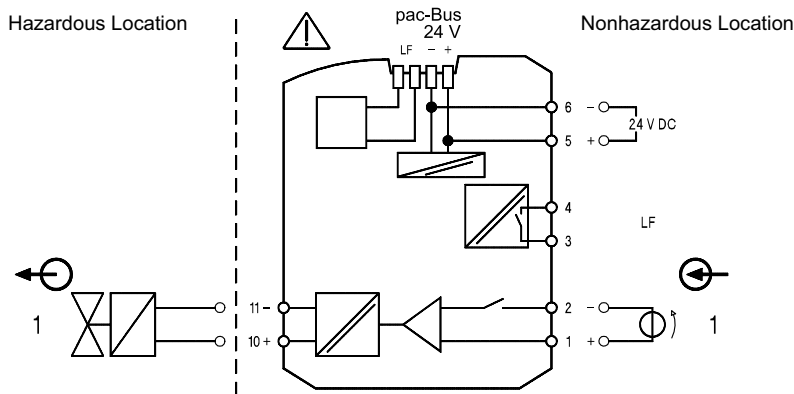 Hazardous Location
pac-Bus
24 V
Nonhazardous Location
LF - +
6 -
24 V DC
5 +
4
LF
3
1
11 -
2 -
1
10 +
1 +